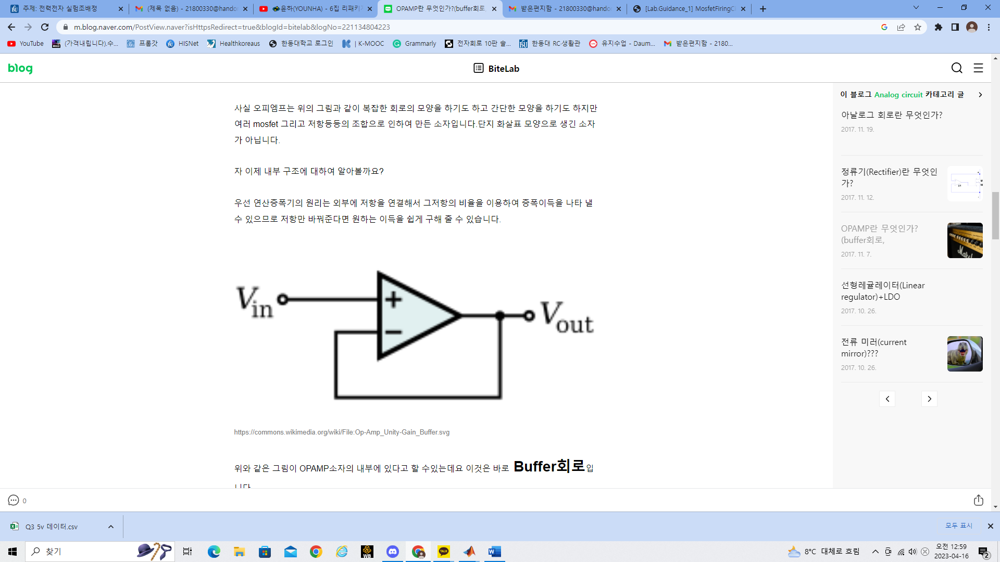 주제: 전력전자 실험조배정
(제목 없음) - 21800330@handon
윤하(YOUNHA) - 6집 리패키지
OPAMP란 무엇인가?(buffer회로,
받은편지함 - 21800330@handon
[Lab.Guidance_1] MosfetFiringCi
m.blog.naver.com/PostView.naver?isHttpsRedirect=true&blogId=bitelab&logNo=221134804223
YouTube
(가격내립니다).수...
프롬갓
HISNet
Healthkoreaus
한동대학교 로그인
| K-MOOC
Grammarly
전자회로 10판 솔...
한동대 RC·생활관
유지수업 - Daum...
받은편지함 - 2180...
blog
BiteLab
사실 오피엠프는 위의 그림과 같이 복잡한 회로의 모양을 하기도 하고 간단한 모양을 하기도 하지만
여러 mosfet 그리고 저항등등의 조합으로 인하여 만든 소자입니다.단지 화살표 모양으로 생긴 소자
가 아닙니다.
자 이제 내부 구조에 대하여 알아볼까요?
우선 연산증폭기의 원리는 외부에 저항을 연결해서 그저항의 비율을 이용하여 증폭이득을 나타 낼
수 있으므로 저항만 바꿔준다면 원하는 이득을 쉽게 구해 줄 수 있습니다.
Vin
+
−
Vout
https://commons.wikimedia.org/wiki/File:Op-Amp_Unity-Gain_Buffer.svg
위와 같은 그림이 OPAMP소자의 내부에 있다고 할 수있는데요 이것은 바로 Buffer회로입
니다
이 블로그 Analog circuit 카테고리 글
아날로그 회로란 무엇인가?
2017. 11. 19.
정류기(Rectifier)란 무엇인
가?
2017. 11. 12.
OPAMP란 무엇인가?
(buffer회로,
2017. 11. 7.
Marshall
선형레귤레이터(Linear
regulator)+LDO
2017. 10. 26.
전류 미러(current
mirror)???
2017. 10. 26.
0
Q3 5v 데이터.csv
모두 표시
찾기
WB
TALK
8°C 대체로 흐림
오전 12:59
2023-04-16
2